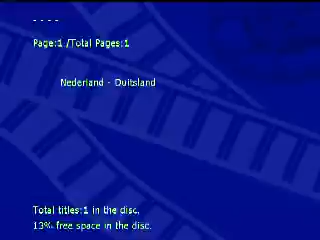 - - - -
Page:1 /Total Pages:1
Nederland - Duitsland
Total titles:1 in the disc.
13% free space in the disc.